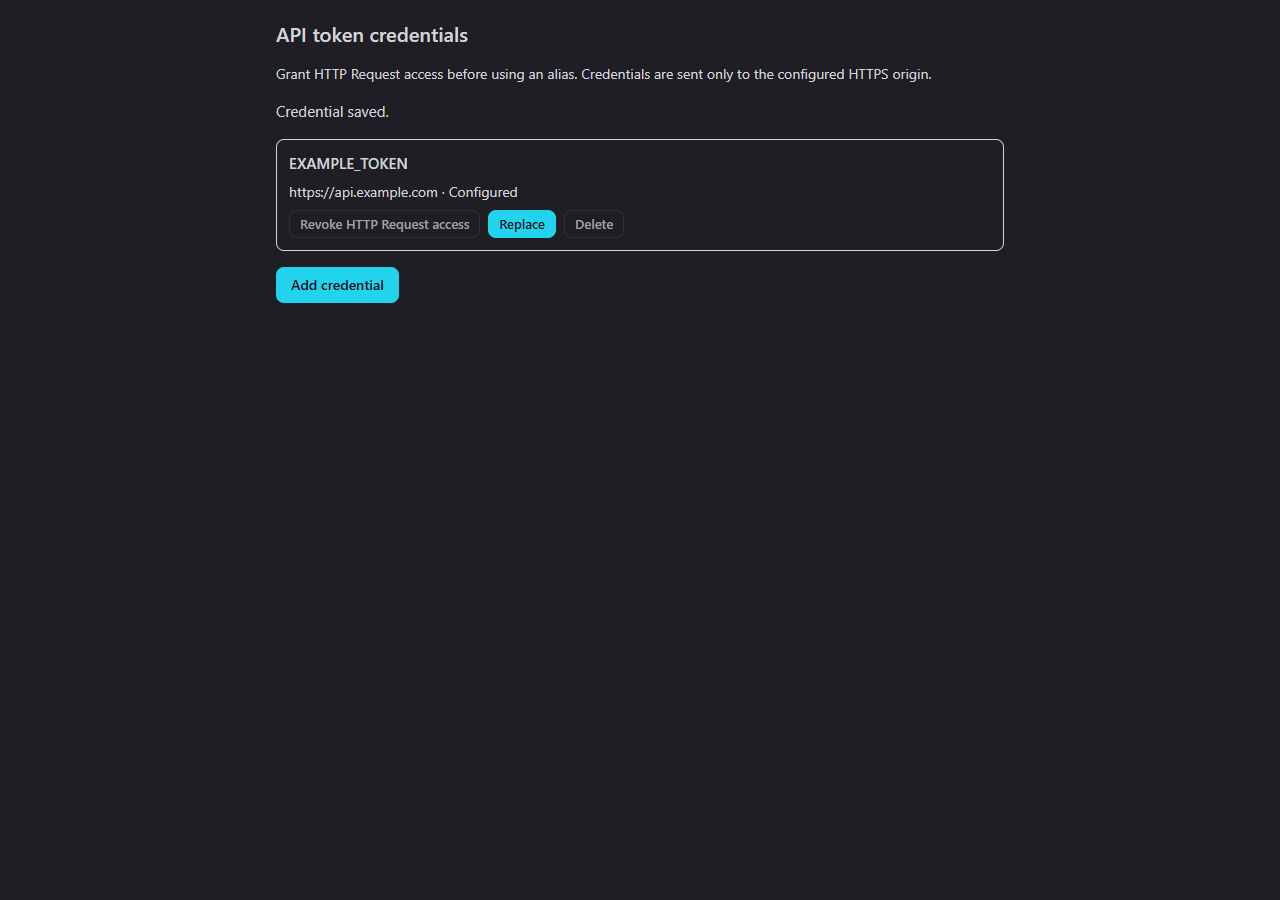 API token credentials
Grant HTTP Request access before using an alias. Credentials are sent only to the configured HTTPS origin.
Credential saved.
EXAMPLE_TOKEN
https://api.example.com · Configured
Revoke HTTP Request access Replace Delete
Add credential